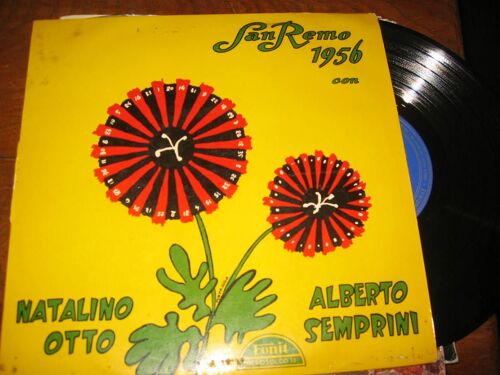 San Remo
1956
con
NATALINO
OTTO
ALBERTO
SEMPRINI
Fonit